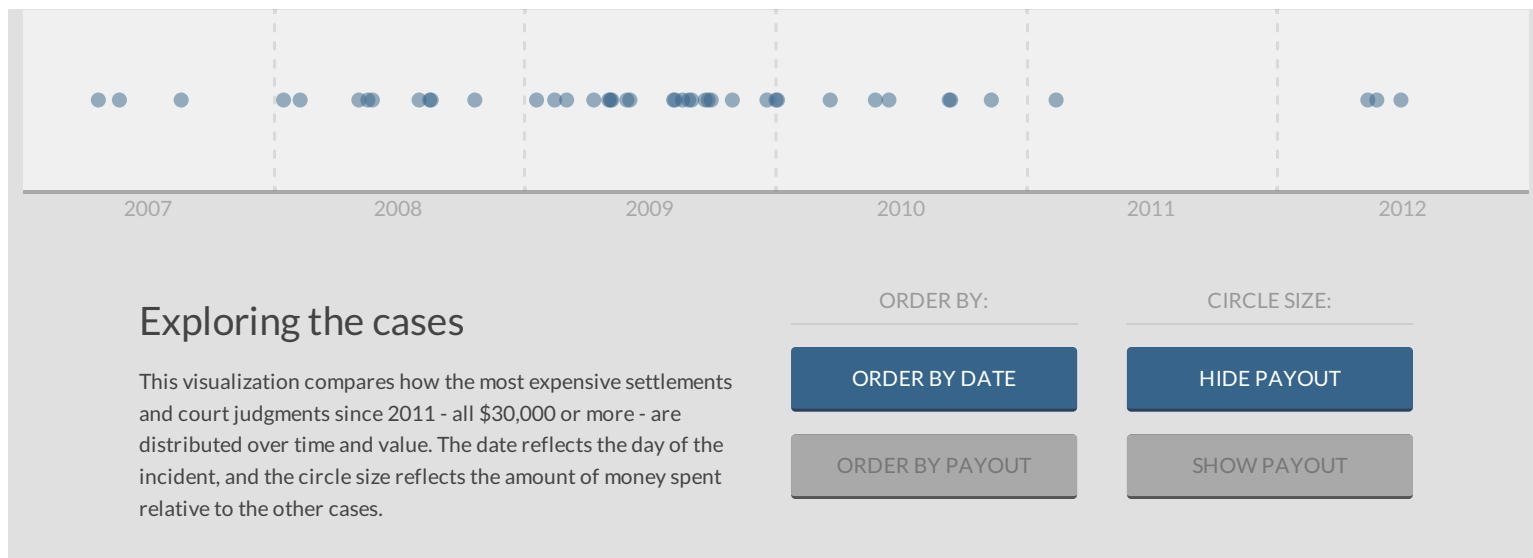 2007 2008 2009 2010 2011 2012
Exploring the cases
This visualization compares how the most expensive settlements
and court judgments since 2011 - all $30,000 or more - are
distributed over time and value. The date reflects the day of the
incident, and the circle size reflects the amount of money spent
relative to the other cases.
ORDER BY:
ORDER BY DATE
ORDER BY PAYOUT
CIRCLE SIZE:
HIDE PAYOUT
SHOW PAYOUT